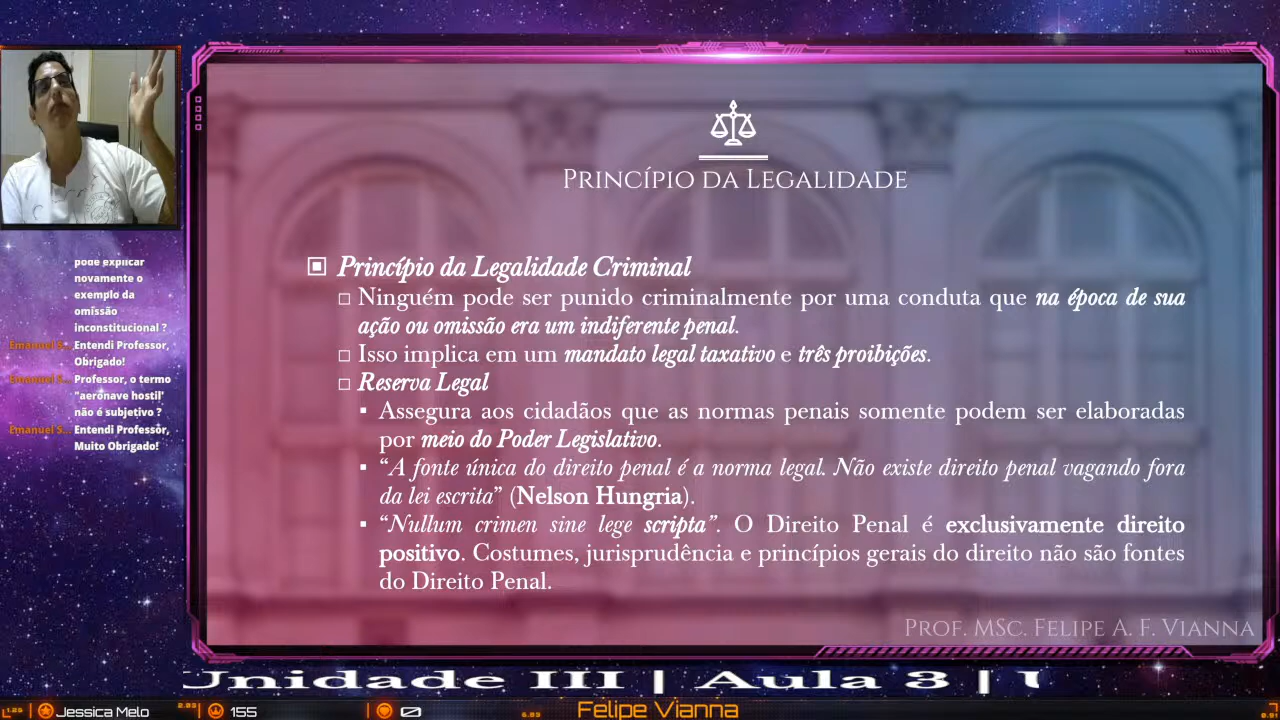 Princípio da Legalidade
Princípio da Legalidade Criminal
Ninguém pode ser punido criminalmente por uma conduta que na época de sua
ação ou omissão era um indiferente penal.
Isso implica em um mandato legal taxativo e três proibições.
Reserva Legal
Assegura aos cidadãos que as normas penais somente podem ser elaboradas
por meio do Poder Legislativo.
“A fonte única do direito penal é a norma legal. Não existe direito penal vagando fora
da lei escrita” (Nelson Hungria).
“Nullum crimen sine lege scripta”. O Direito Penal é exclusivamente direito
positivo. Costumes, jurisprudência e princípios gerais do direito não são fontes
do Direito Penal.
Prof. MSc. Felipe A. F. Vianna
pode explicar
novamente o
exemplo da
omissão
inconstitucional ?
Emanuel S... Entendi Professor,
Obrigado!
Emanuel S... Professor, o termo
"aeronave hostil"
não é subjetivo ?
Emanuel S... Entendi Professor,
Muito Obrigado!
Unidade III | Aula 3 |
Jessica Melo 155 0 Felipe Vianna